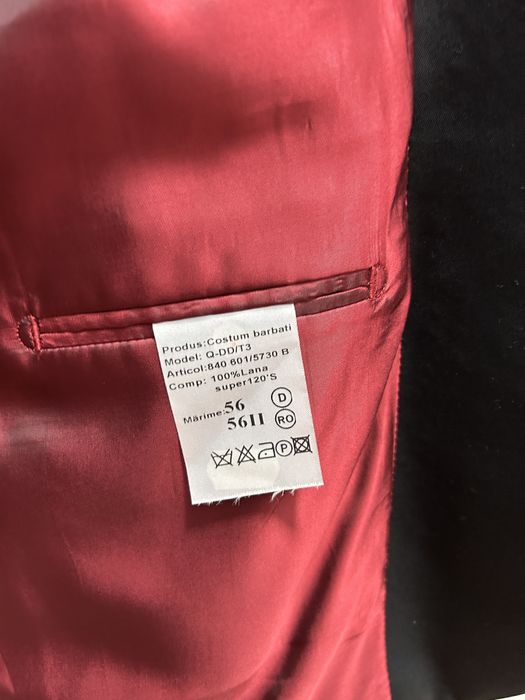 Produs:Costum barbati
Model: Q-DD/T3
Articol:840 601/5730 B
Comp: 100%Lana
super120'S
Mărime:56 D
56II RO
P